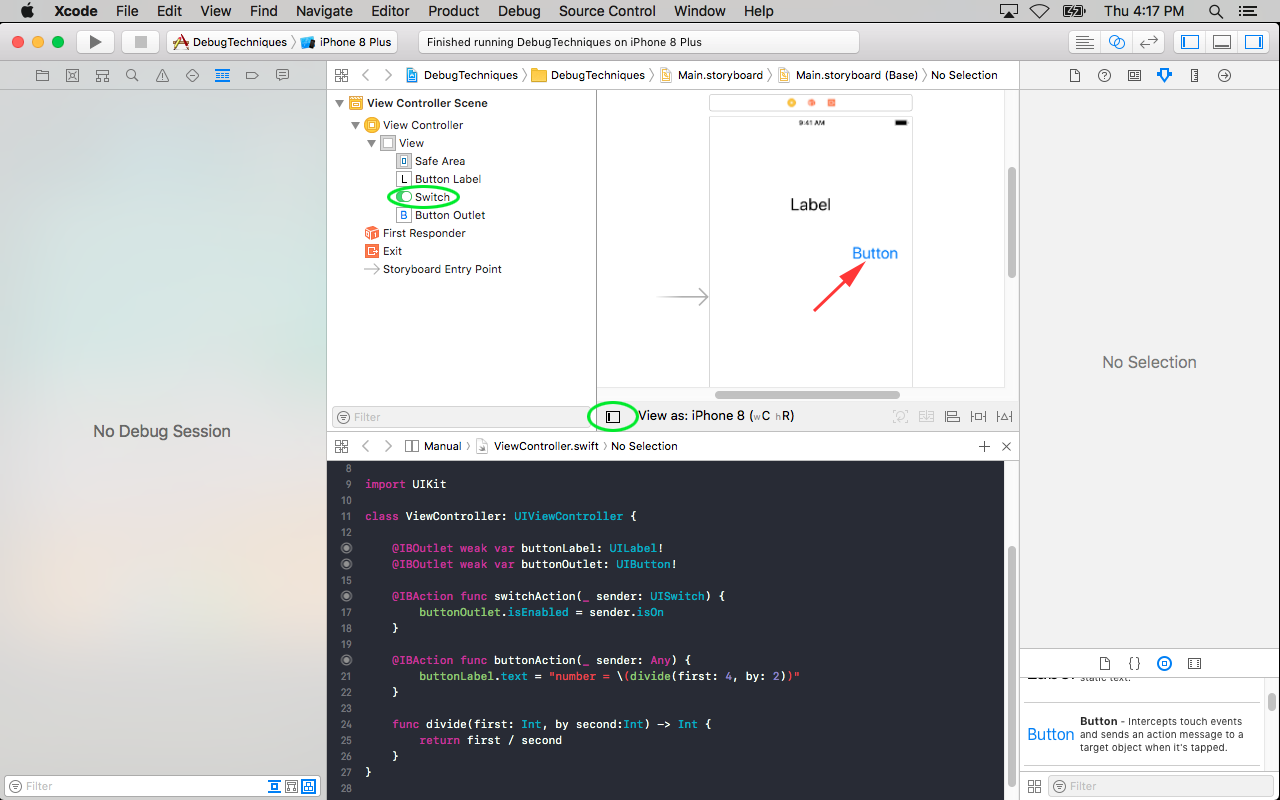 Xcode File Edit View Find Navigate Editor Product Debug Source Control Window Help Thu 4:17 PM
DebugTechniques iPhone 8 Plus Finished running DebugTechniques on iPhone 8 Plus
DebugTechniques DebugTechniques Main.storyboard Main.storyboard (Base) No Selection
No Debug Session
Filter
View Controller Scene
View Controller
View
Safe Area
L Button Label
Switch
B Button Outlet
First Responder
Exit
Storyboard Entry Point
Filter
9:41 AM
Label
Button
View as: iPhone 8 (wC hR)
Manual ViewController.swift No Selection
8
9 import UIKit
10
11 class ViewController: UIViewController {
12
@IBOutlet weak var buttonLabel: UILabel!
@IBOutlet weak var buttonOutlet: UIButton!
15
@IBAction func switchAction(_ sender: UISwitch) {
17 buttonOutlet.isEnabled = sender.isOn
18 }
19
@IBAction func buttonAction(_ sender: Any) {
21 buttonLabel.text = "number = \(divide(first: 4, by: 2))"
22 }
23
24 func divide(first: Int, by second:Int) -> Int {
25 return first / second
26 }
27 }
28
No Selection
{}
static text.
Button
Button - Intercepts touch events
and sends an action message to a
target object when it's tapped.
Filter